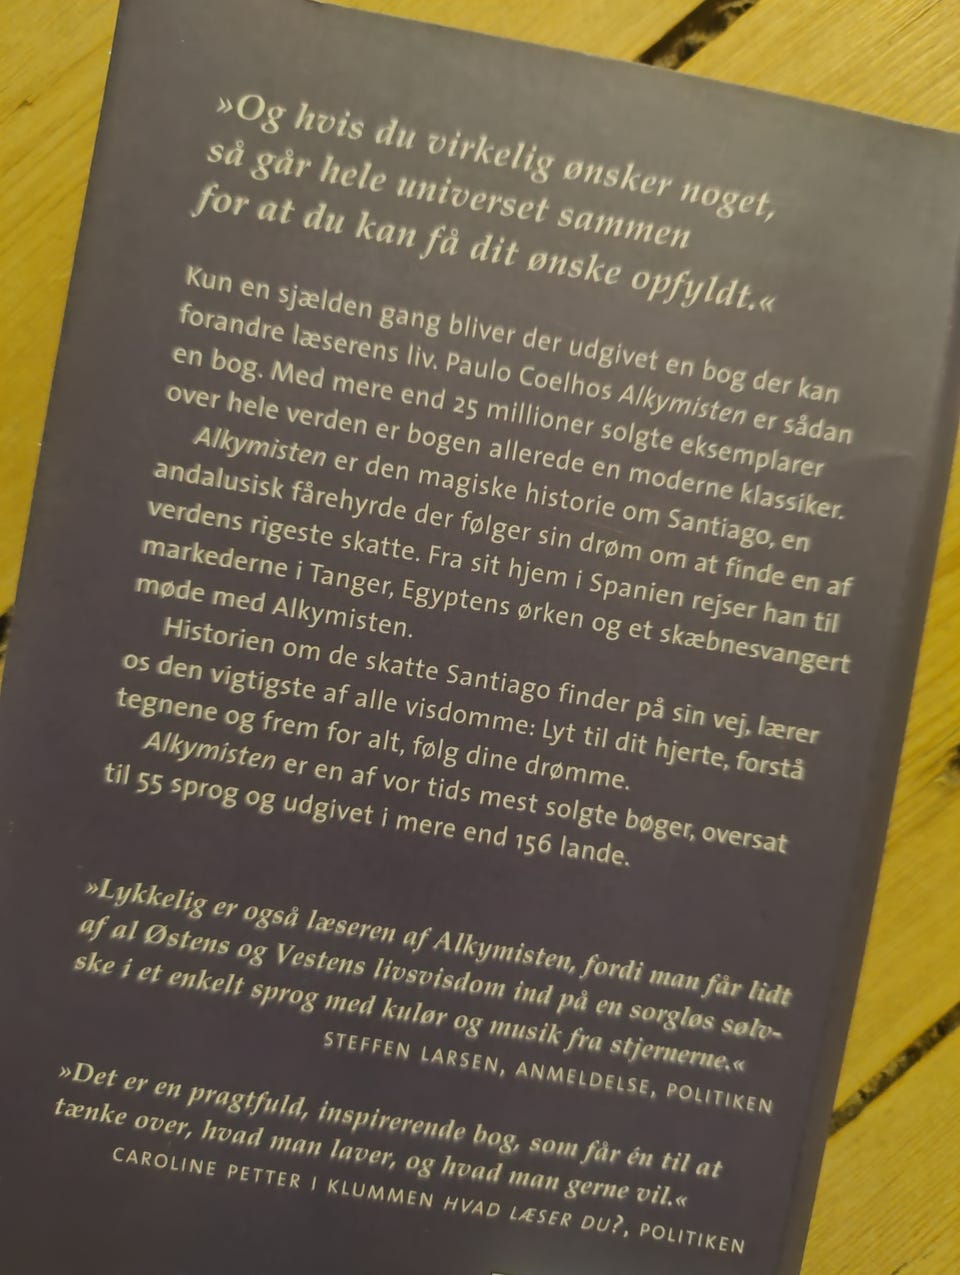 »Og hvis du virkelig ønsker noget,
så går hele universet sammen
for at du kan få dit ønske opfyldt.«
Kun en sjælden gang bliver der udgivet en bog der kan
forandre læserens liv. Paulo Coelhos Alkymisten er sådan
en bog. Med mere end 25 millioner solgte eksemplarer
over hele verden er bogen allerede en moderne klassiker.
Alkymisten er den magiske historie om Santiago, en
andalusisk fårehyrde der følger sin drøm om at finde en af
verdens rigeste skatte. Fra sit hjem i Spanien rejser han til
markederne i Tanger, Egyptens ørken og et skæbnesvangert
møde med Alkymisten.
Historien om de skatte Santiago finder på sin vej, lærer
os den vigtigste af alle visdomme: Lyt til dit hjerte, forstå
tegnene og frem for alt, følg dine drømme.
Alkymisten er en af vor tids mest solgte bøger, oversat
til 55 sprog og udgivet i mere end 156 lande.
»Lykkelig er også læseren af Alkymisten, fordi man får lidt
af al Østens og Vestens livsvisdom ind på en sorgløs sølv-
ske i et enkelt sprog med kulør og musik fra stjernerne.«
STEFFEN LARSEN, ANMELDELSE, POLITIKEN
»Det er en pragtfuld, inspirerende bog, som får én til at
tænke over, hvad man laver, og hvad man gerne vil.«
CAROLINE PETTER I KLUMMEN HVAD LÆSER DU?, POLITIKEN